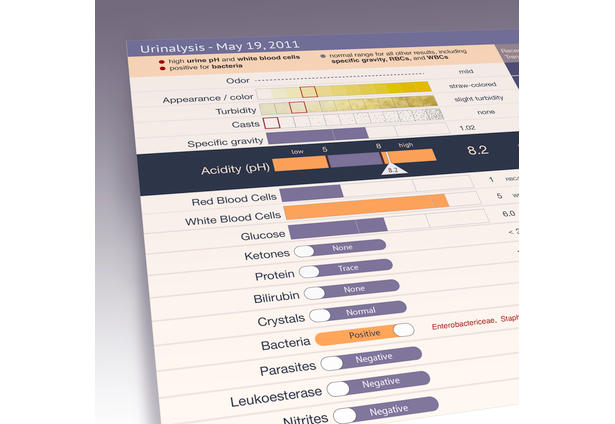 Urinalysis - May 19, 2011
high urine pH and white blood cells
positive for bacteria
normal range for all other results, including
specific gravity, RBCs, and WBCs
Odor mild
Appearance / color straw-colored
Turbidity slight turbidity
Casts none
Specific gravity 1.02
low 5 8 high
Acidity (pH) 8.2 8.2
Red Blood Cells 1
White Blood Cells 5
Glucose 6.0
Ketones None
Protein Trace
Bilirubin None
Crystals Normal
Bacteria Positive Enterobactericeae,
Parasites Negative
Leukoesterase Negative
Nitrites Negative